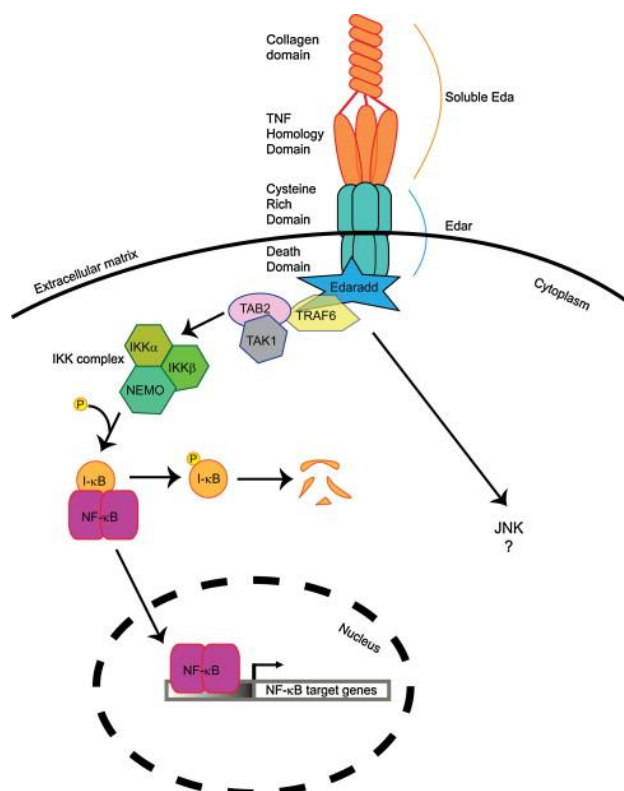 Collagen
domain
Soluble Eda
TNF
Homology
Domain
Cysteine
Rich
Domain
Edar
Extracellular matrix
Death
Domain
Cytoplasm
Edaradd
TAB2
TRAF6
TAK1
IKK complex
IKKα
IKKβ
NEMO
P
P
I-κB
I-κB
NF-κB
JNK
?
Nucleus
NF-κB
NF-κB target genes